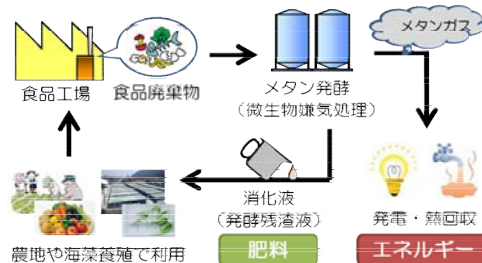 メタンガス
食品工場
食品廃棄物
メタン発酵
(微生物嫌気処理)
消化液
(発酵残渣液)
発電・熱回収
農地や海藻養殖で利用
肥料
エネルギー